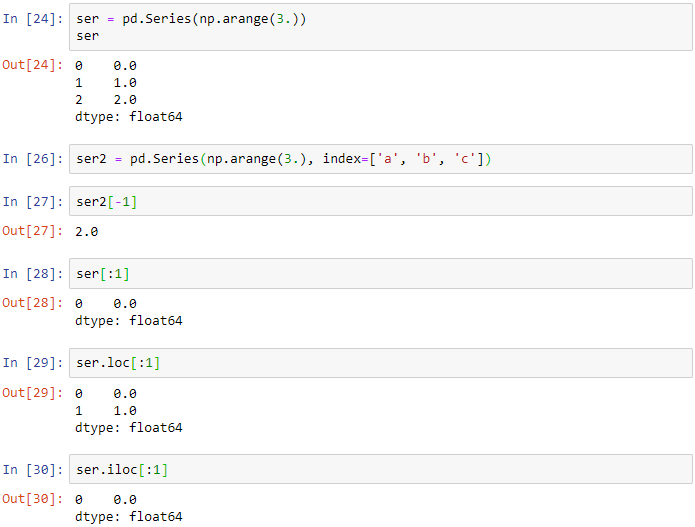 In [24]: ser = pd.Series(np.arange(3.))
ser
Out[24]: 0    0.0
1    1.0
2    2.0
dtype: float64
In [26]: ser2 = pd.Series(np.arange(3.), index=['a', 'b', 'c'])
In [27]: ser2[-1]
Out[27]: 2.0
In [28]: ser[:1]
Out[28]: 0    0.0
dtype: float64
In [29]: ser.loc[:1]
Out[29]: 0    0.0
1    1.0
dtype: float64
In [30]: ser.iloc[:1]
Out[30]: 0    0.0
dtype: float64